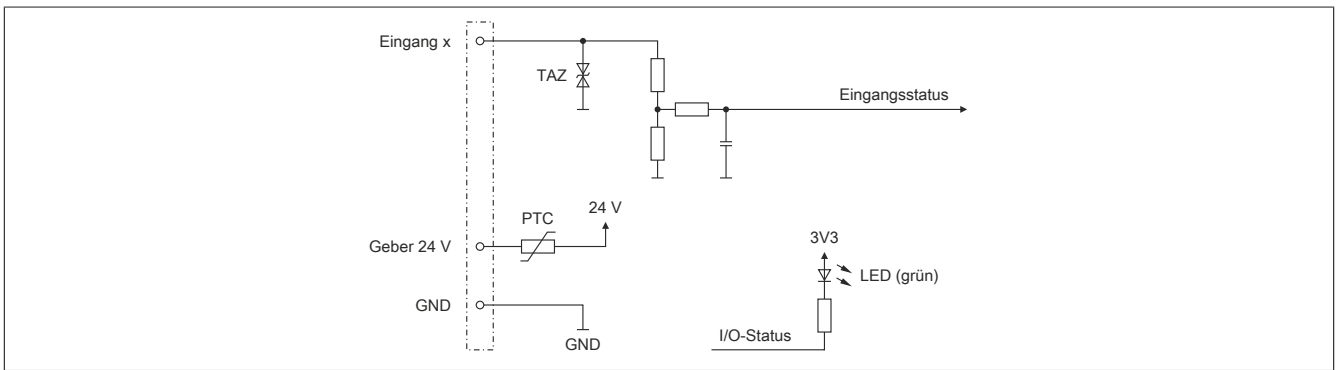 Eingang x
TAZ
Eingangsstatus
24 V
PTC
Geber 24 V
3V3
LED (grün)
GND
I/O-Status
GND